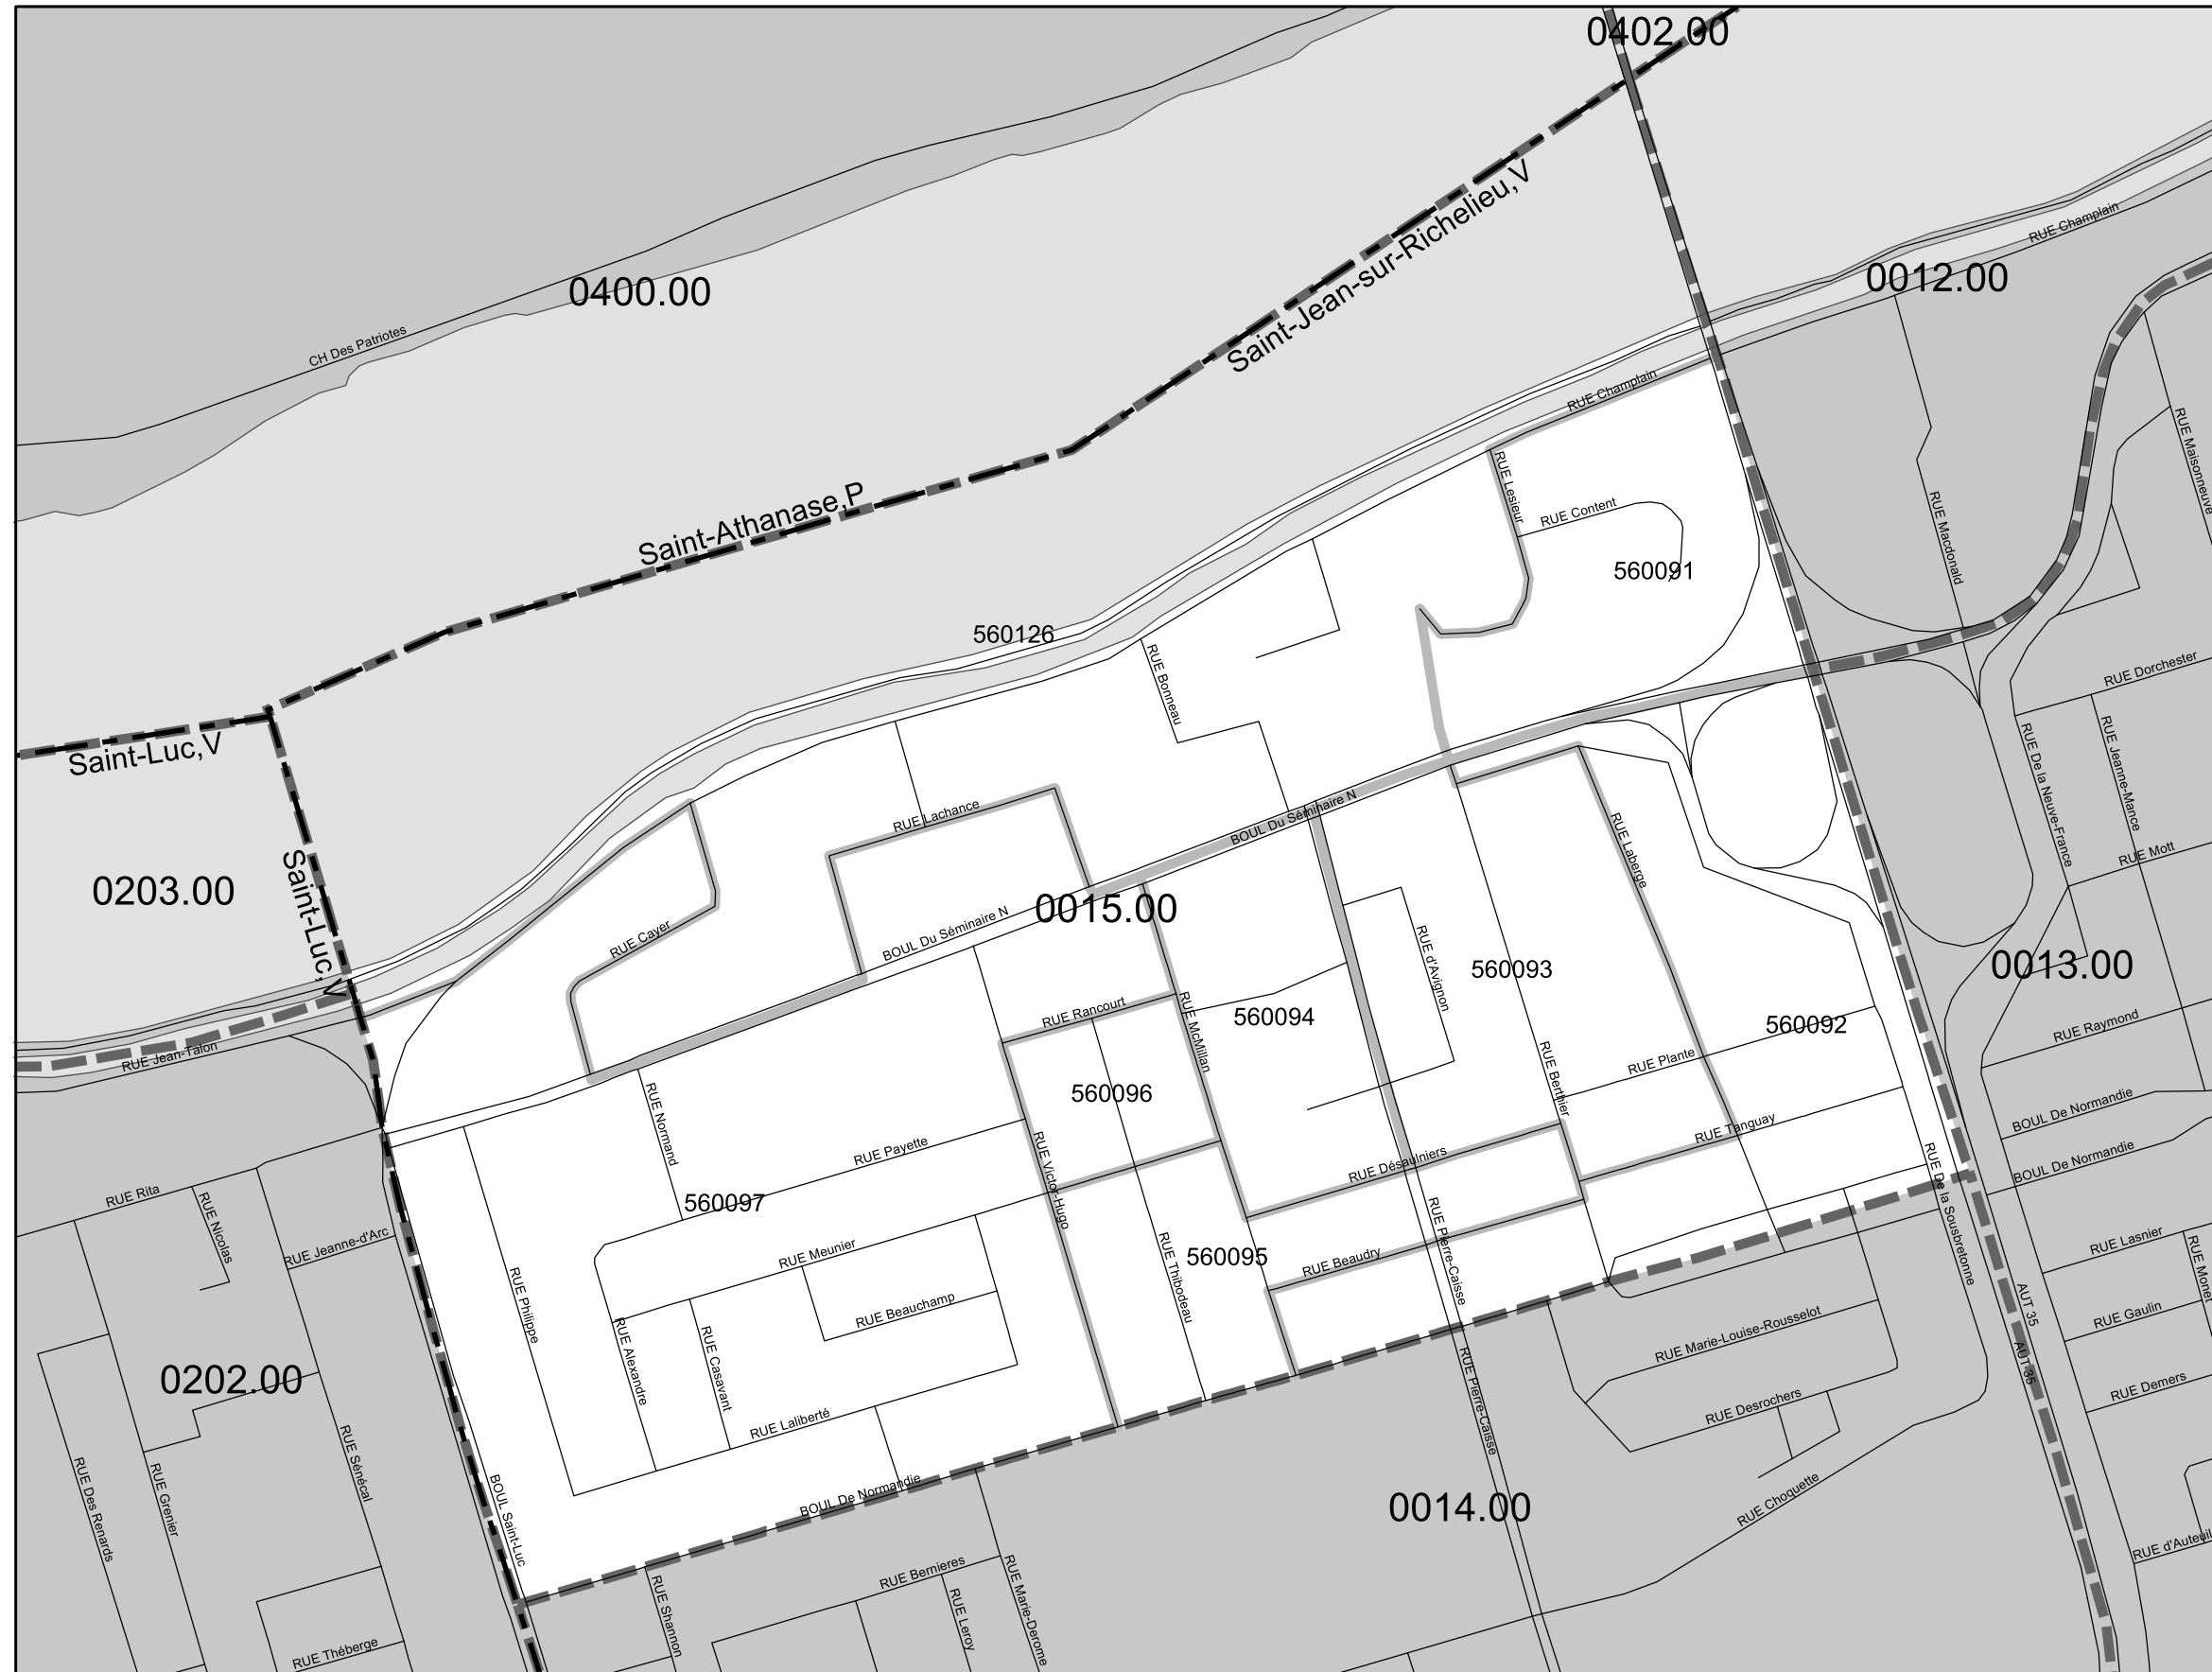 0402.00
RUE Champlain
0012.00
Saint-Jean-sur-Richelieu,V
0400.00
CH Des Patriotes
RUE Champlain
RUE Maisonneuve
RUE Lesieur
RUE Content
RUE Macdonald
Saint-Athanase,P
560091
560126
RUE Bonneau
RUE Dorchester
Saint-Luc,V
RUE De la Neuve-France
RUE Jeanne-Mance
RUE Lachance
BOUL Du Séminaire N
RUE Laberge
RUE Mott
0203.00
Saint-Luc,V
0015.00
RUE Cayer
BOUL Du Séminaire N
RUE d'Avignon
560093
0013.00
RUE Rancourt
RUE McMillan
560094
560092
RUE Raymond
RUE Jean-Talon
RUE Berthier
RUE Plante
560096
RUE Normand
BOUL De Normandie
RUE Tanguay
RUE Payette
RUE Victor-Hugo
RUE Désaulniers
BOUL De Normandie
RUE De la Sousbretonne
RUE Rita
RUE Nicolas
560097
RUE Jeanne-d'Arc
RUE Meunier
RUE Thibodeau
560095
RUE Beaudry
RUE Pierre-Caisse
RUE Lasnier
RUE Monet
RUE Philippe
AUT 35
RUE Gaulin
RUE Beauchamp
RUE Alexandre
RUE Casavant
RUE Marie-Louise-Rousselot
AUT 35
0202.00
RUE Pierre-Caisse
RUE Demers
RUE Laliberté
RUE Desrochers
RUE Sénécal
RUE Des Renards
RUE Grenier
BOUL Saint-Luc
BOUL De Normandie
0014.00
RUE Choquette
RUE d'Auteuil
RUE Bernieres
RUE Marie-Derome
RUE Shannon
RUE Leroy
RUE Théberge